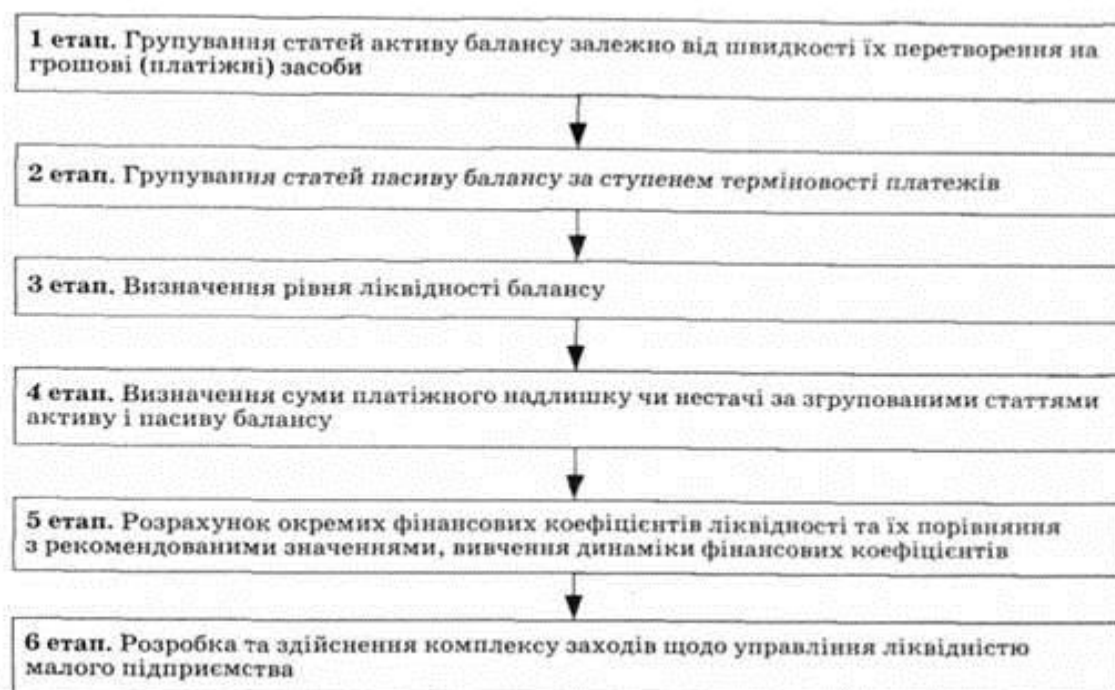 1 етап. Групування статей активу балансу залежно від швидкості їх перетворення на
грошові (платіжні) засоби
2 етап. Групування статей пасиву балансу за ступенем терміновості платежів
3 етап. Визначення рівня ліквідності балансу
4 етап. Визначення суми платіжного надлишку чи нестачі за згрупованими статтями
активу і пасиву балансу
5 етап. Розрахунок окремих фінансових коефіцієнтів ліквідності та їх порівняння
з рекомендованими значеннями, вивчення динаміки фінансових коефіцієнтів
6 етап. Розробка та здійснення комплексу заходів щодо управління ліквідністю
малого підприємства